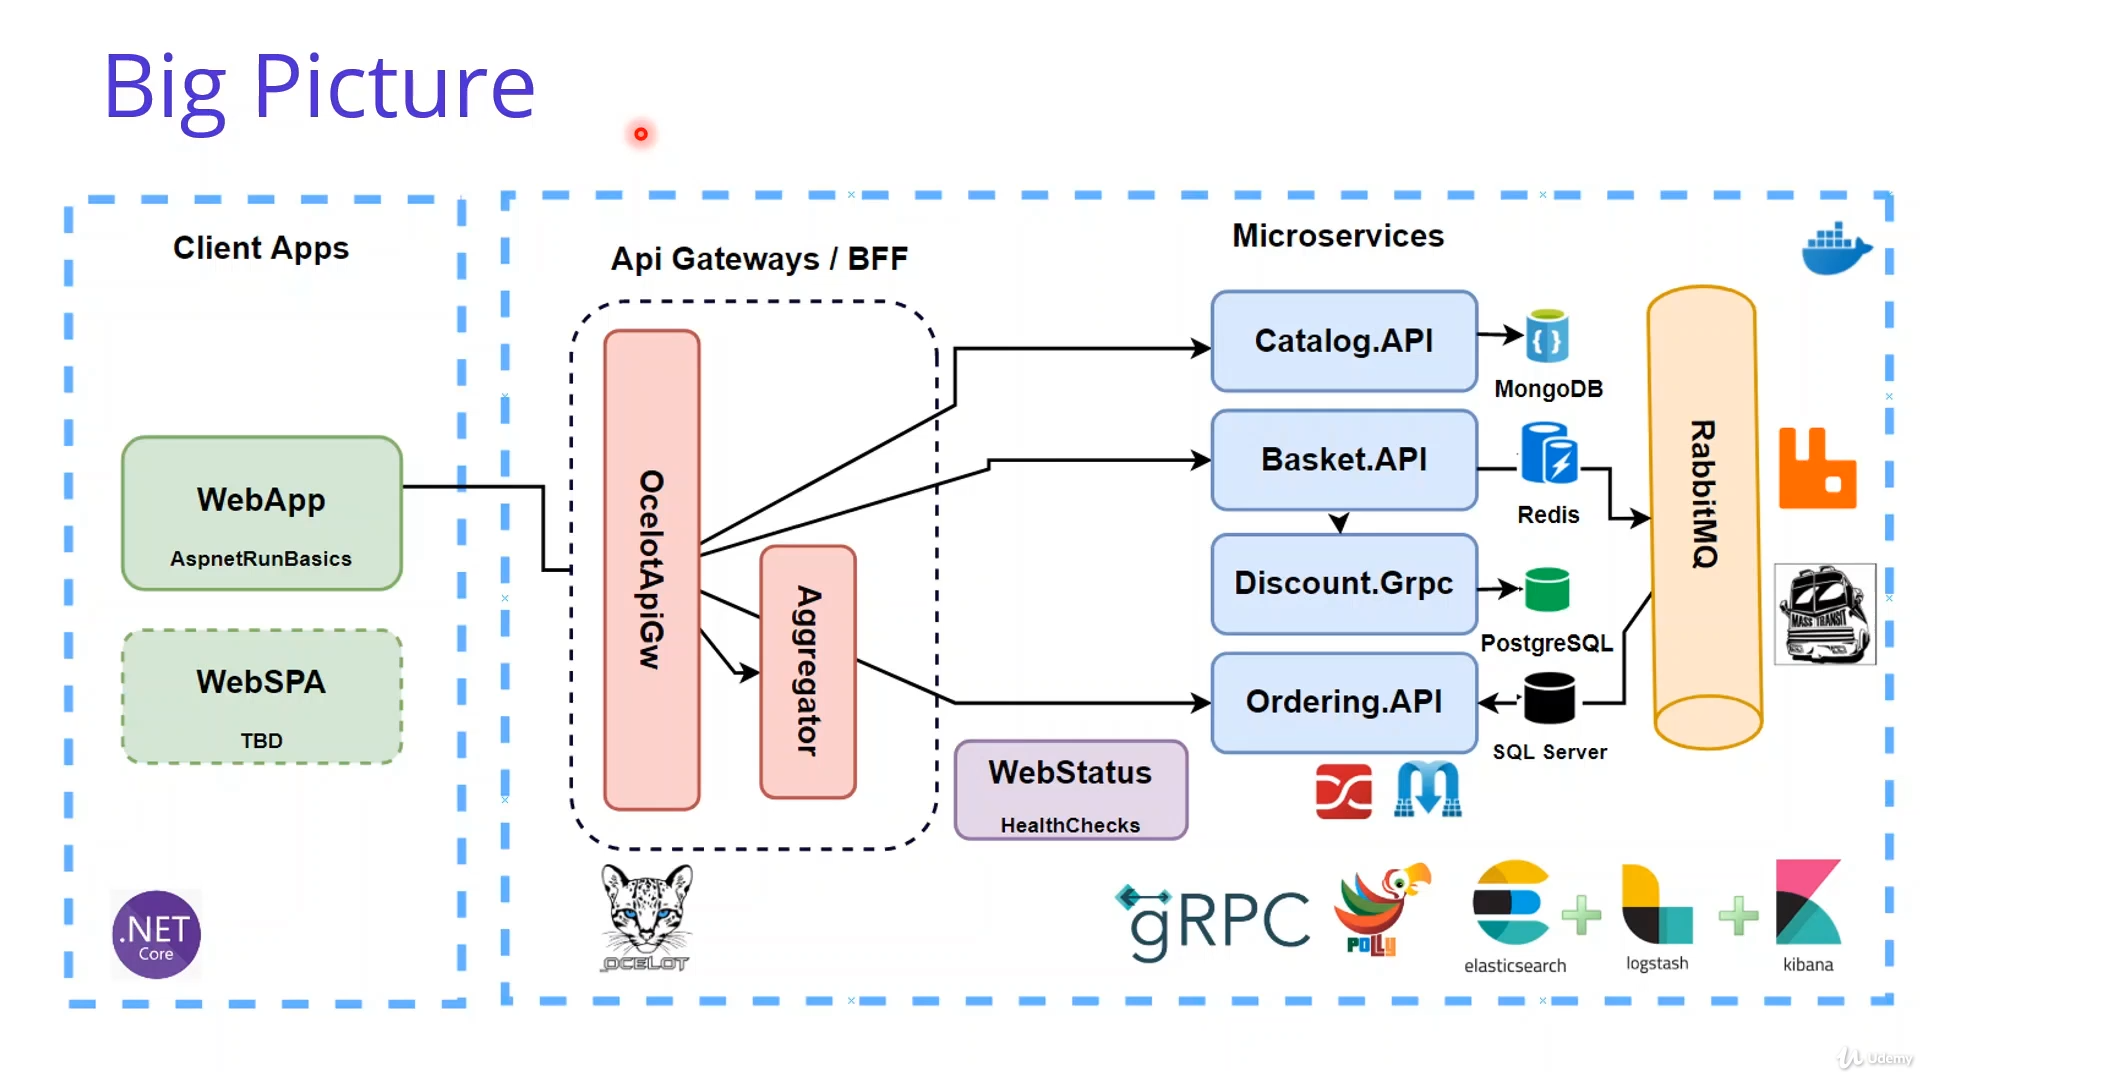 Big Picture
Client Apps
Api Gateways / BFF
Microservices
WebApp
AspnetRunBasics
WebSPA
TBD
.NET
Core
OcelotApiGw
Aggregator
OCELOT
WebStatus
HealthChecks
Catalog.API
MongoDB
Basket.API
Redis
Discount.Grpc
PostgreSQL
Ordering.API
SQL Server
RabbitMQ
MASS TRANSIT
gRPC
POLLY
elasticsearch
logstash
kibana
Udemy